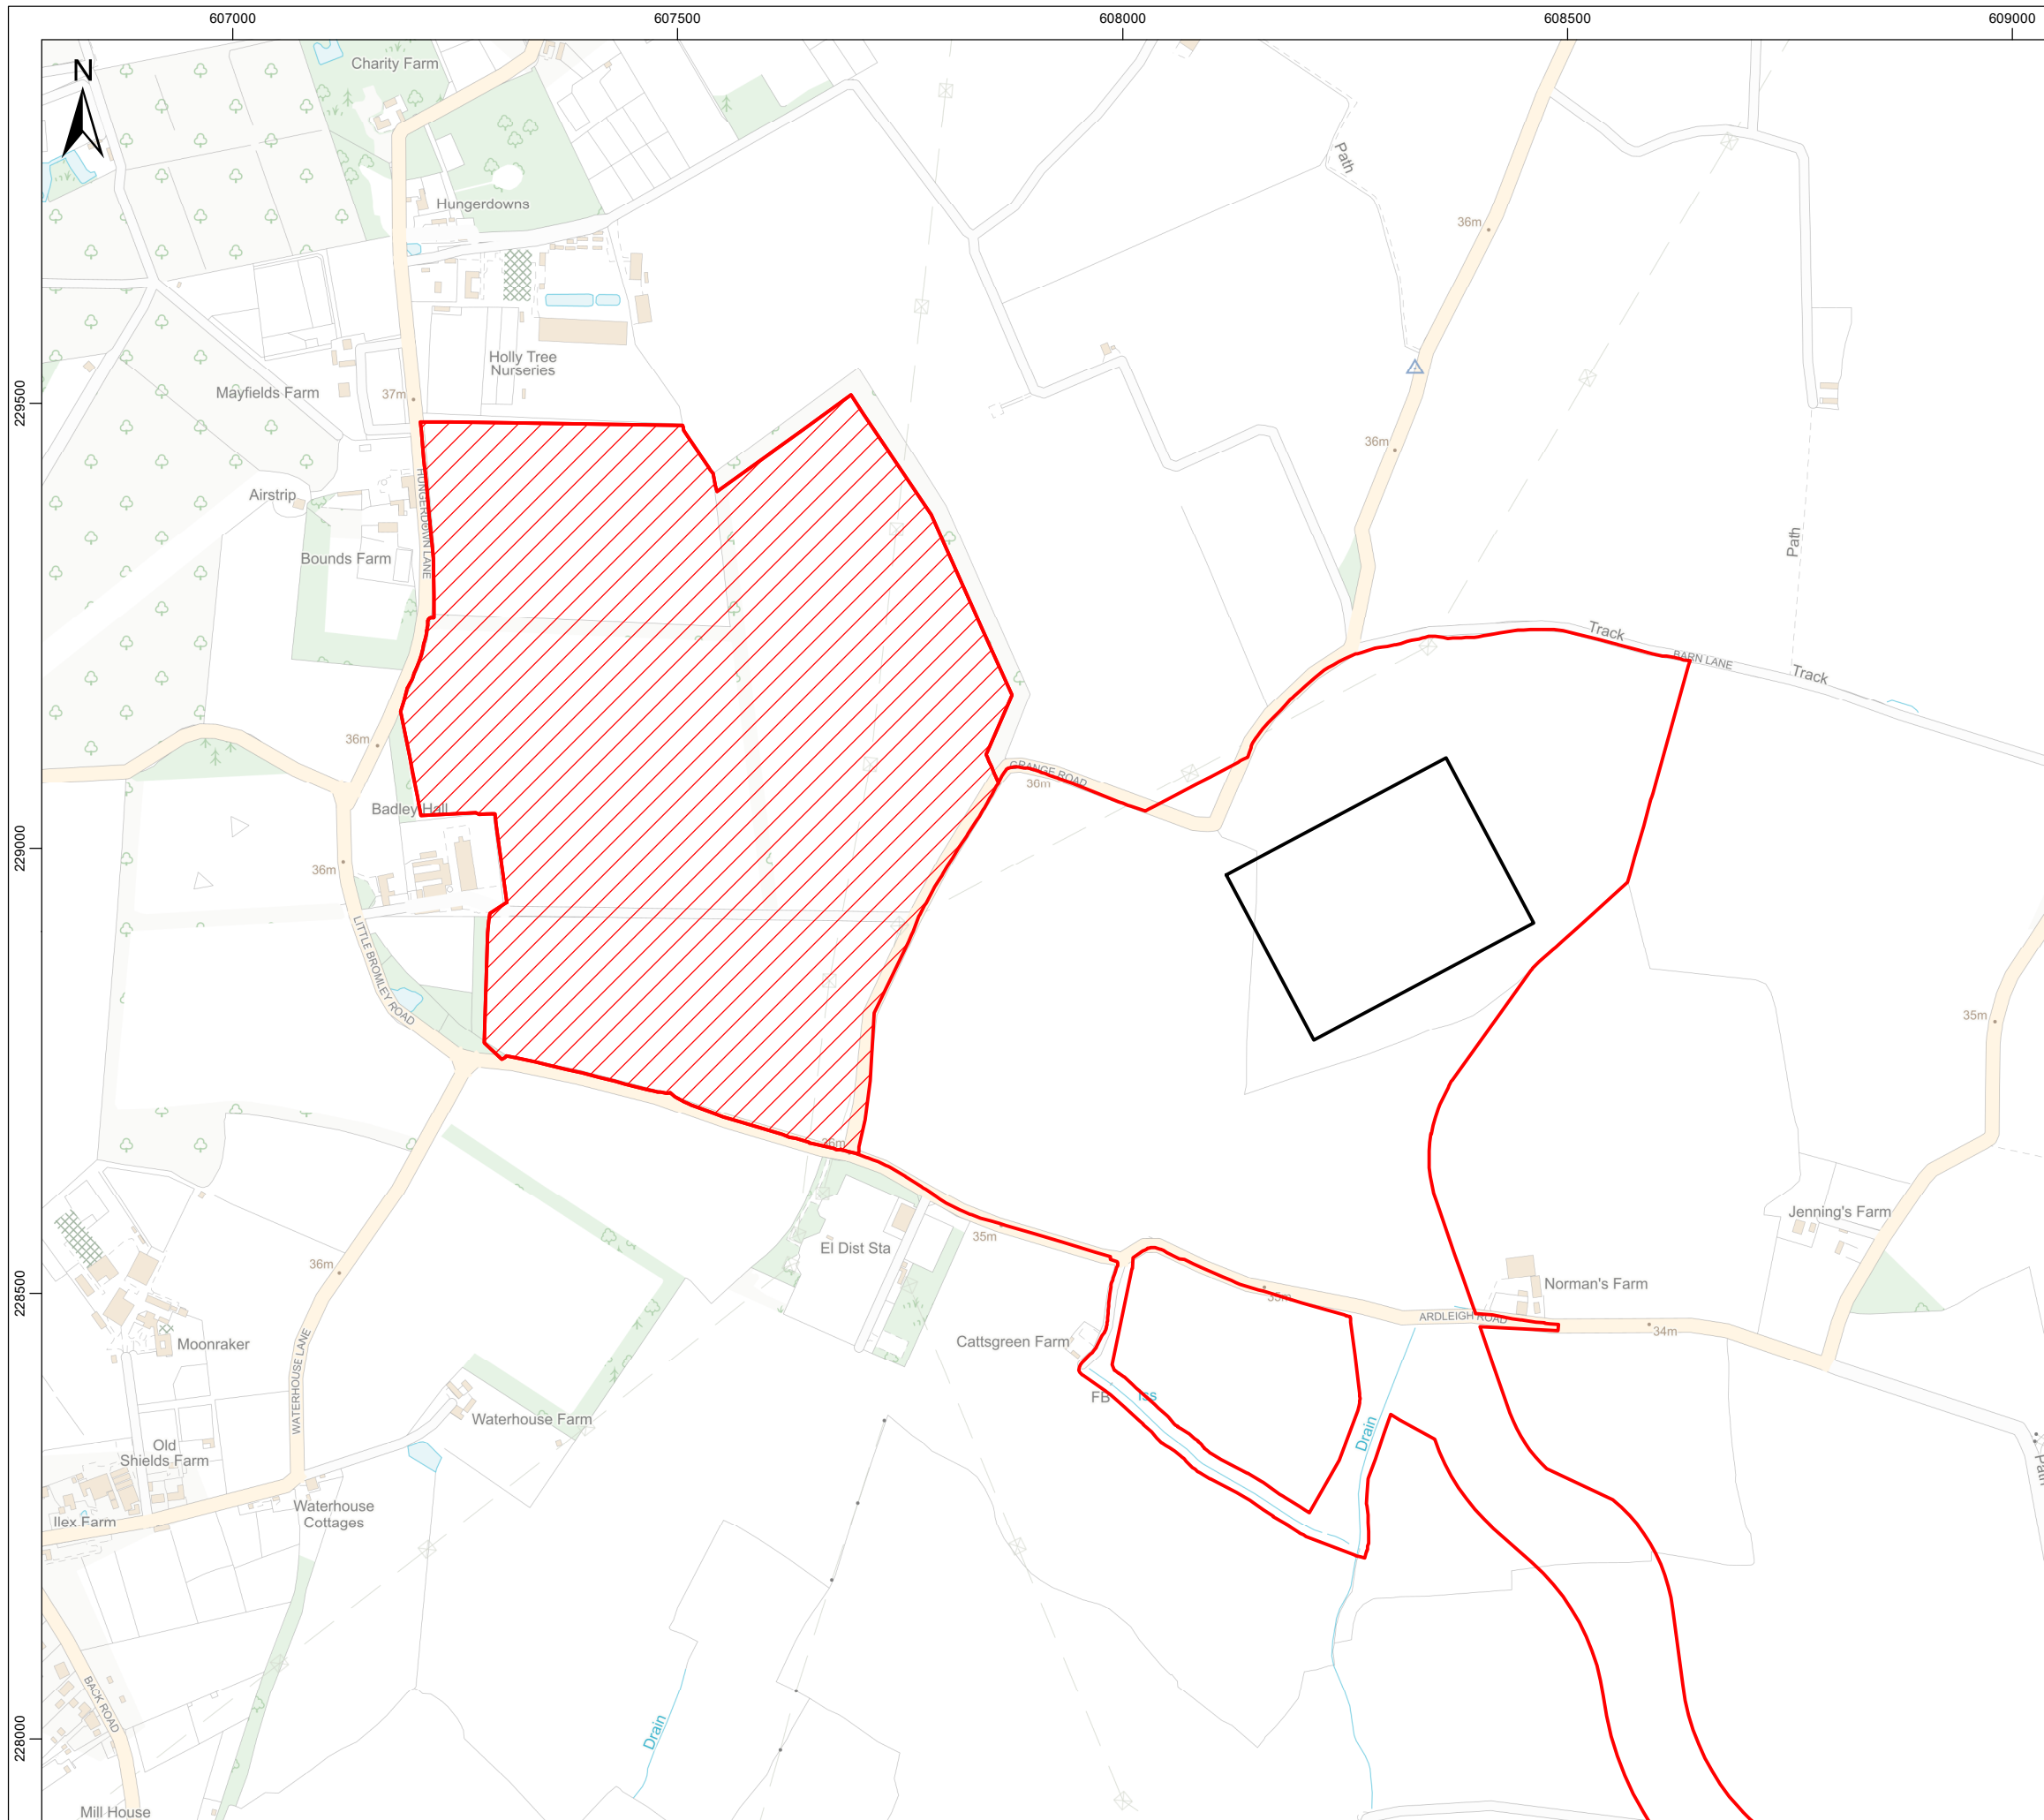 607000
607500
608000
608500
609000
N
Charity Farm
Hungerdowns
Path
36m
Holly Tree
Nurseries
Mayfields Farm
37m
229500
36m
HUNGERDOWN LANE
Airstrip
Bounds Farm
Path
Track
BARN LANE
Track
36m
GRANGE ROAD
36m
Badley Hall
229000
36m
LITTLE BROMLEY ROAD
35m
36m
El Dist Sta
35m
Jenning's Farm
36m
228500
35m
Norman's Farm
ARDLEIGH ROAD
34m
WATERHOUSE LANE
Moonraker
Cattsgreen Farm
FB
Iss
Drain
Waterhouse Farm
Old
Shields Farm
Path
Waterhouse
Cottages
Ilex Farm
BACK ROAD
Drain
228000
Mill House